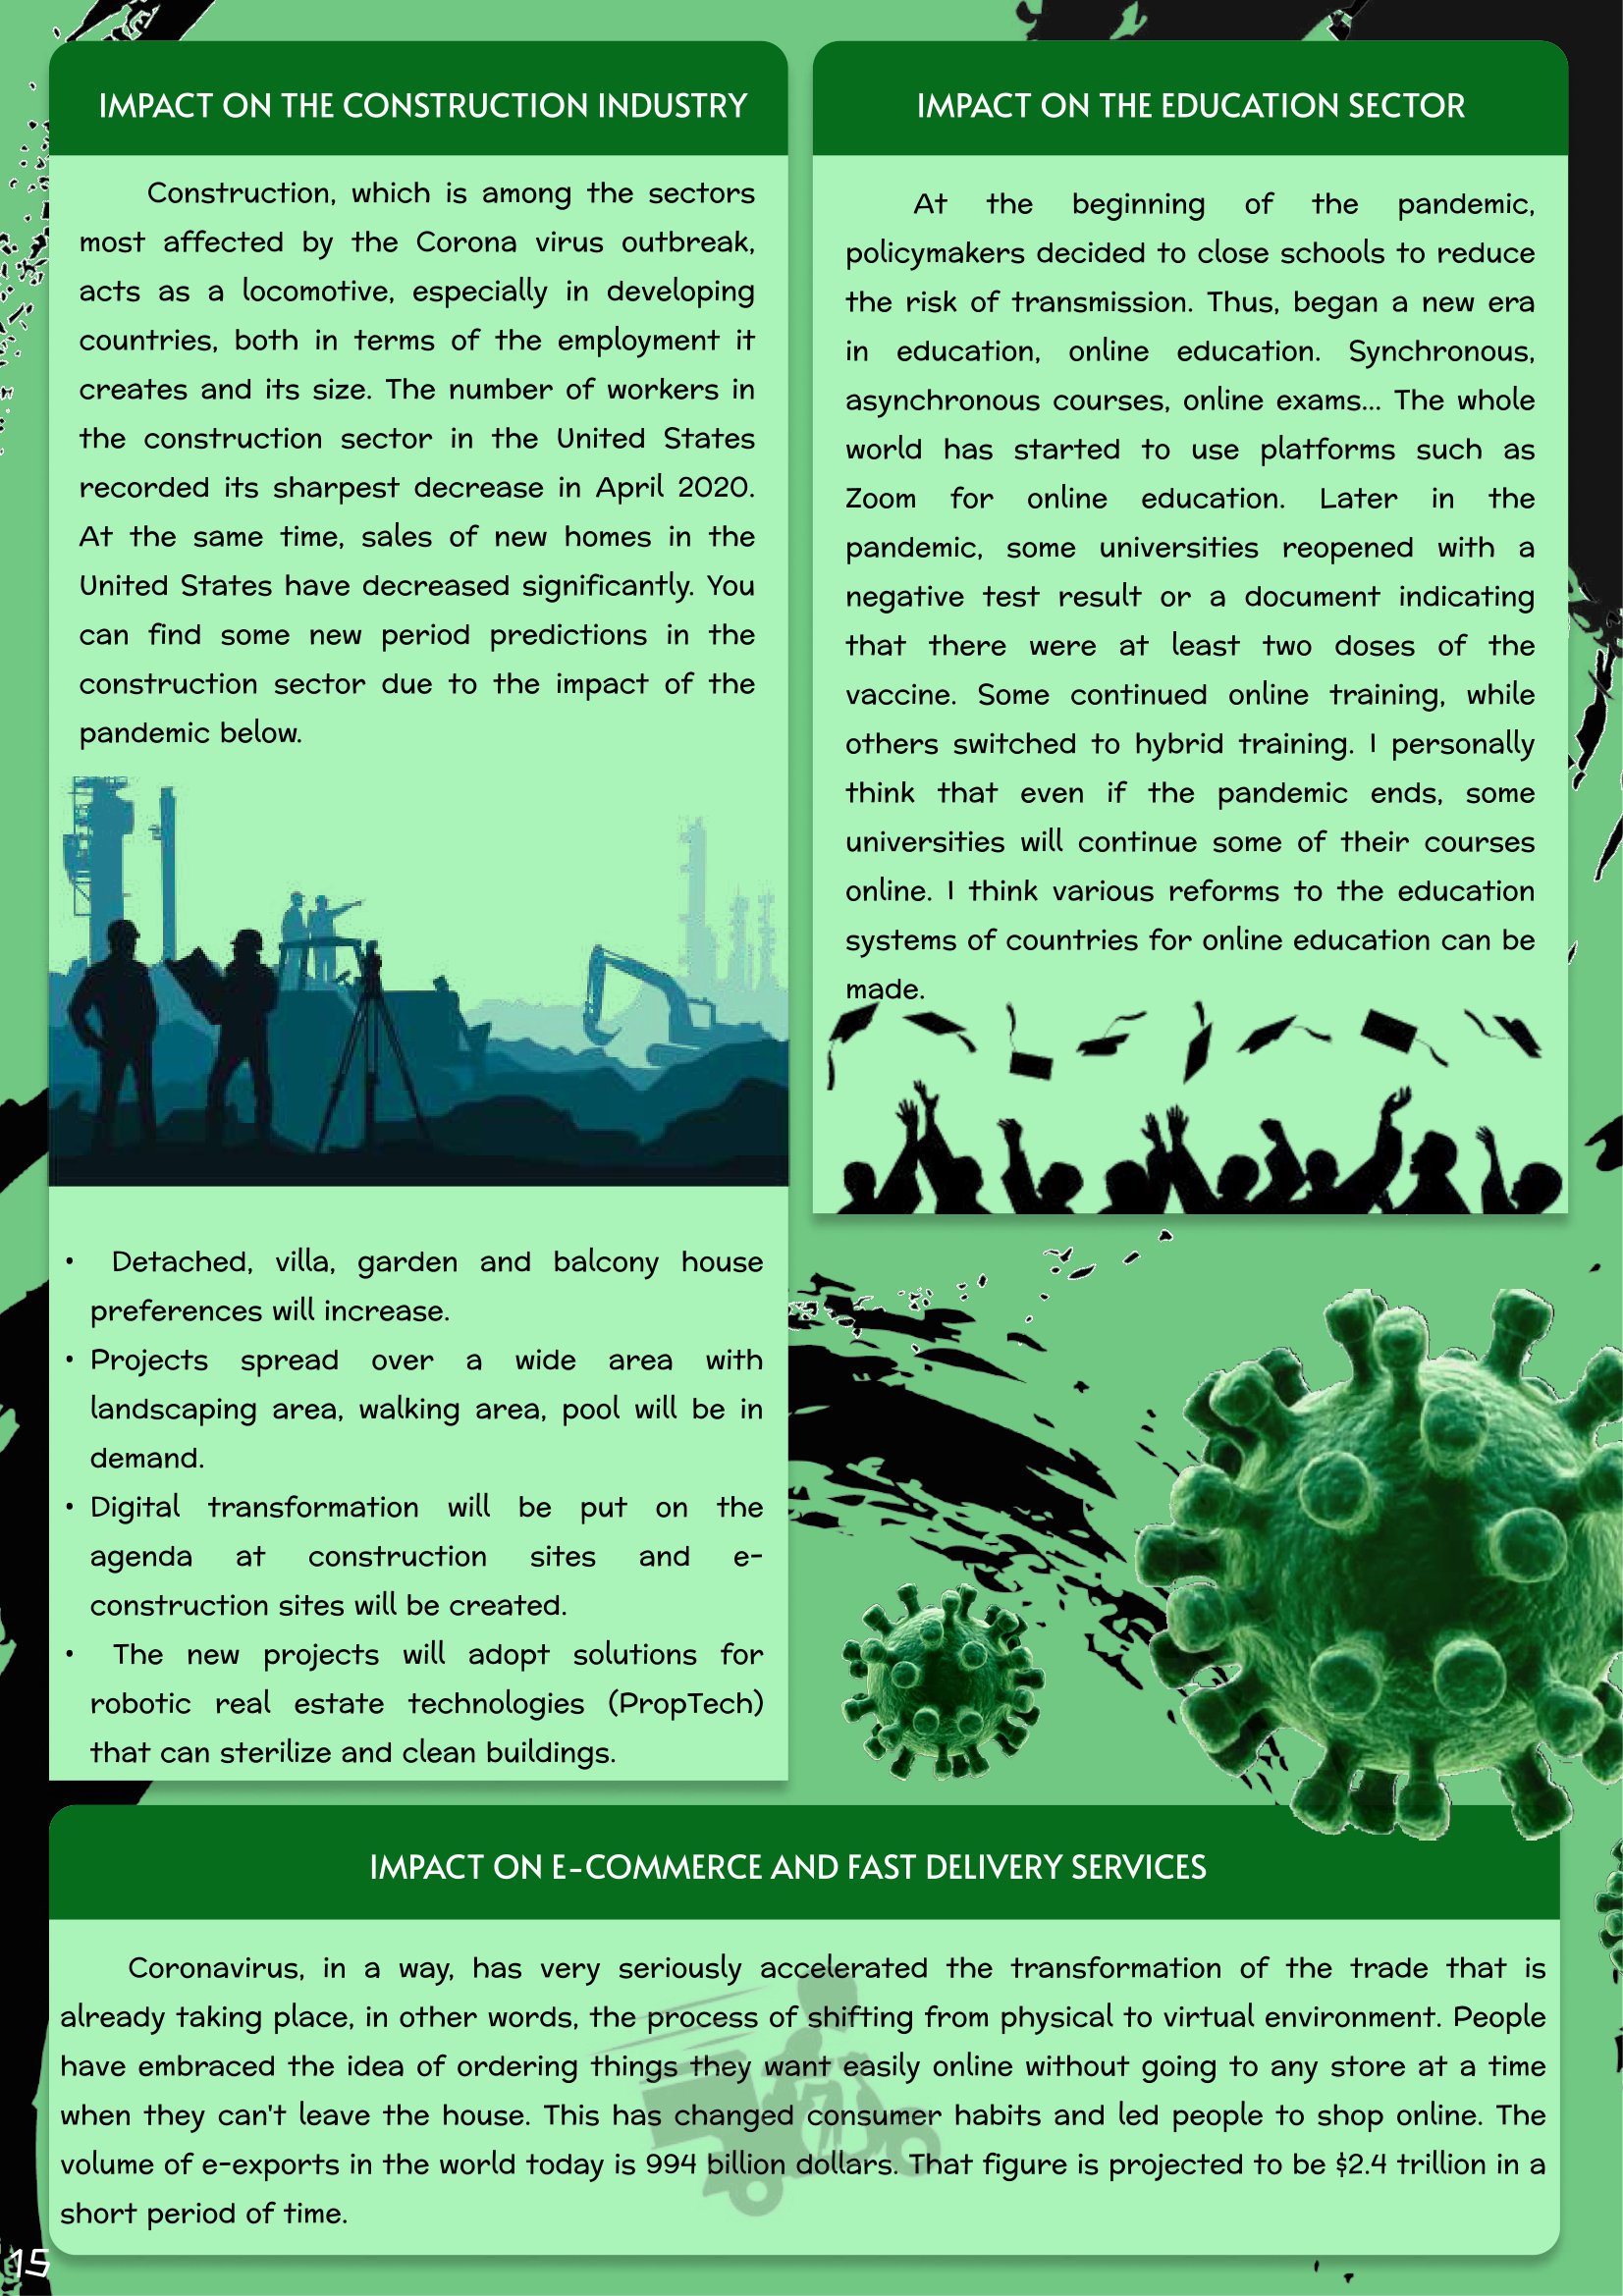 IMPACT ON THE CONSTRUCTION INDUSTRY
Construction, which is among the sectors
most affected by the Corona virus outbreak,
acts as a locomotive, especially in developing
countries, both in terms of the employment it
creates and its size. The number of workers in
the construction sector in the United States
recorded its sharpest decrease in April 2020.
At the same time, sales of new homes in the
United States have decreased significantly. You
can find some new period predictions in the
construction sector due to the impact of the
pandemic below.
• Detached, villa, garden and balcony house
preferences will increase.
• Projects spread over a wide area with
landscaping area, walking area, pool will be in
demand.
• Digital transformation will be put on the
agenda at construction sites and e-
construction sites will be created.
• The new projects will adopt solutions for
robotic real estate technologies (PropTech)
that can sterilize and clean buildings.
IMPACT ON THE EDUCATION SECTOR
At the beginning of the pandemic,
policymakers decided to close schools to reduce
the risk of transmission. Thus, began a new era
in education, online education. Synchronous,
asynchronous courses, online exams... The whole
world has started to use platforms such as
Zoom for online education. Later in the
pandemic, some universities reopened with a
negative test result or a document indicating
that there were at least two doses of the
vaccine. Some continued online training, while
others switched to hybrid training. I personally
think that even if the pandemic ends, some
universities will continue some of their courses
online. I think various reforms to the education
systems of countries for online education can be
made.
IMPACT ON E-COMMERCE AND FAST DELIVERY SERVICES
Coronavirus, in a way, has very seriously accelerated the transformation of the trade that is
already taking place, in other words, the process of shifting from physical to virtual environment. People
have embraced the idea of ordering things they want easily online without going to any store at a time
when they can't leave the house. This has changed consumer habits and led people to shop online. The
volume of e-exports in the world today is 994 billion dollars. That figure is projected to be $2.4 trillion in a
short period of time.
15